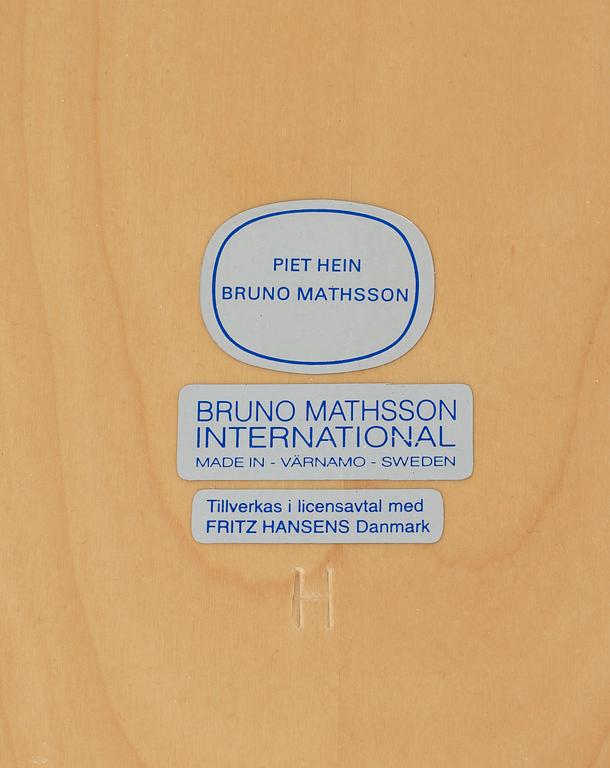 PIET HEIN
BRUNO MATHSSON
BRUNO MATHSSON
INTERNATIONAL
MADE IN - VÄRNAMO - SWEDEN
Tillverkas i licensavtal med
FRITZ HANSENS Danmark
H